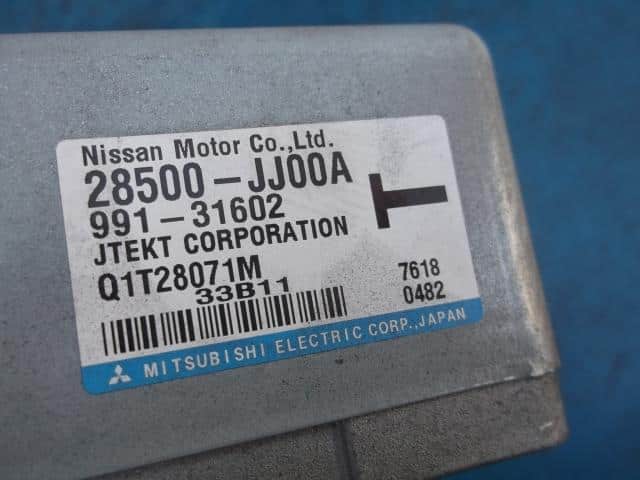 Nissan Motor Co.,Ltd.
28500-JJ00A
991-31602
T
JTEKT CORPORATION
Q1T28071M
33B11
7618
0482
MITSUBISHI ELECTRIC CORP.,JAPAN